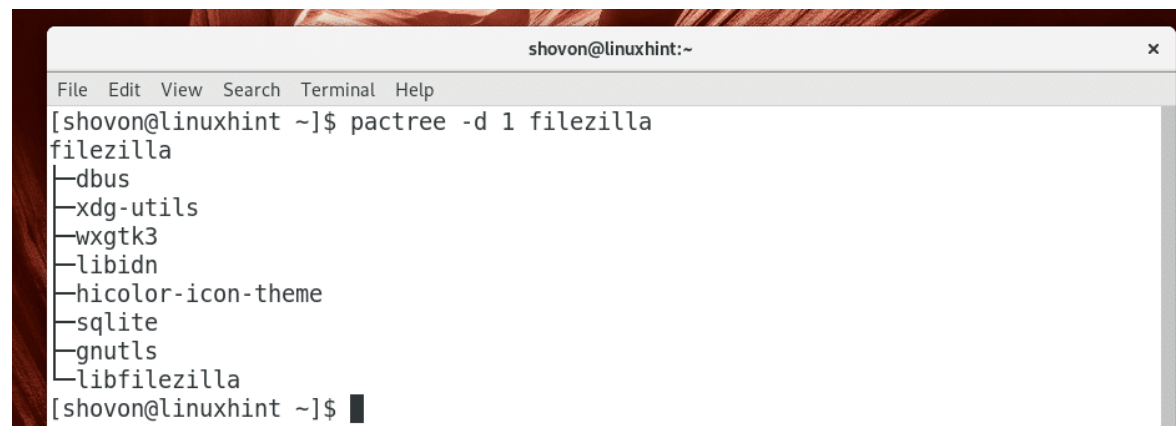 shovon@linuxhint:~ ×
File Edit View Search Terminal Help
[shovon@linuxhint ~]$ pactree -d 1 filezilla
filezilla
├─dbus
├─xdg-utils
├─wxgtk3
├─libidn
├─hicolor-icon-theme
├─sqlite
├─gnutls
└─libfilezilla
[shovon@linuxhint ~]$